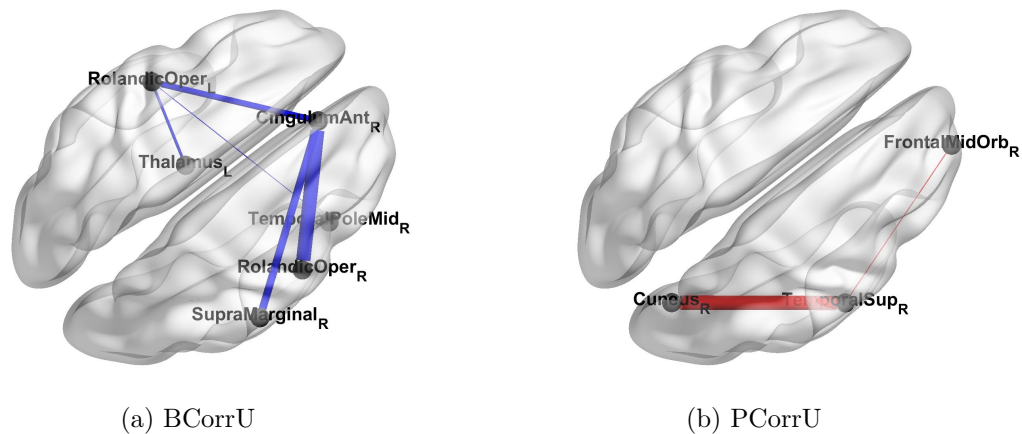 RolandicOper_L
CingulumAnt_R
Thalamus_L
TemporalPoleMid_R
RolandicOper_R
SupraMarginal_R
FrontalMidOrb_R
Cuneus_R
TemporalSup_R
(a) BCorrU
(b) PCorrU